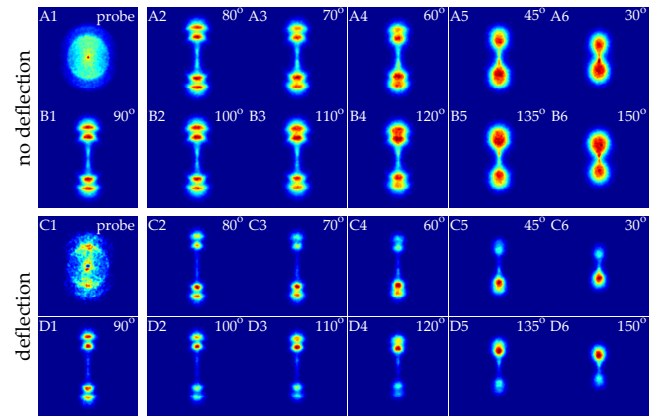 no deflection
A1 probe A2 80° A3 70° A4 60° A5 45° A6 30°
B1 90° B2 100° B3 110° B4 120° B5 135° B6 150°
deflection
C1 probe C2 80° C3 70° C4 60° C5 45° C6 30°
D1 90° D2 100° D3 110° D4 120° D5 135° D6 150°